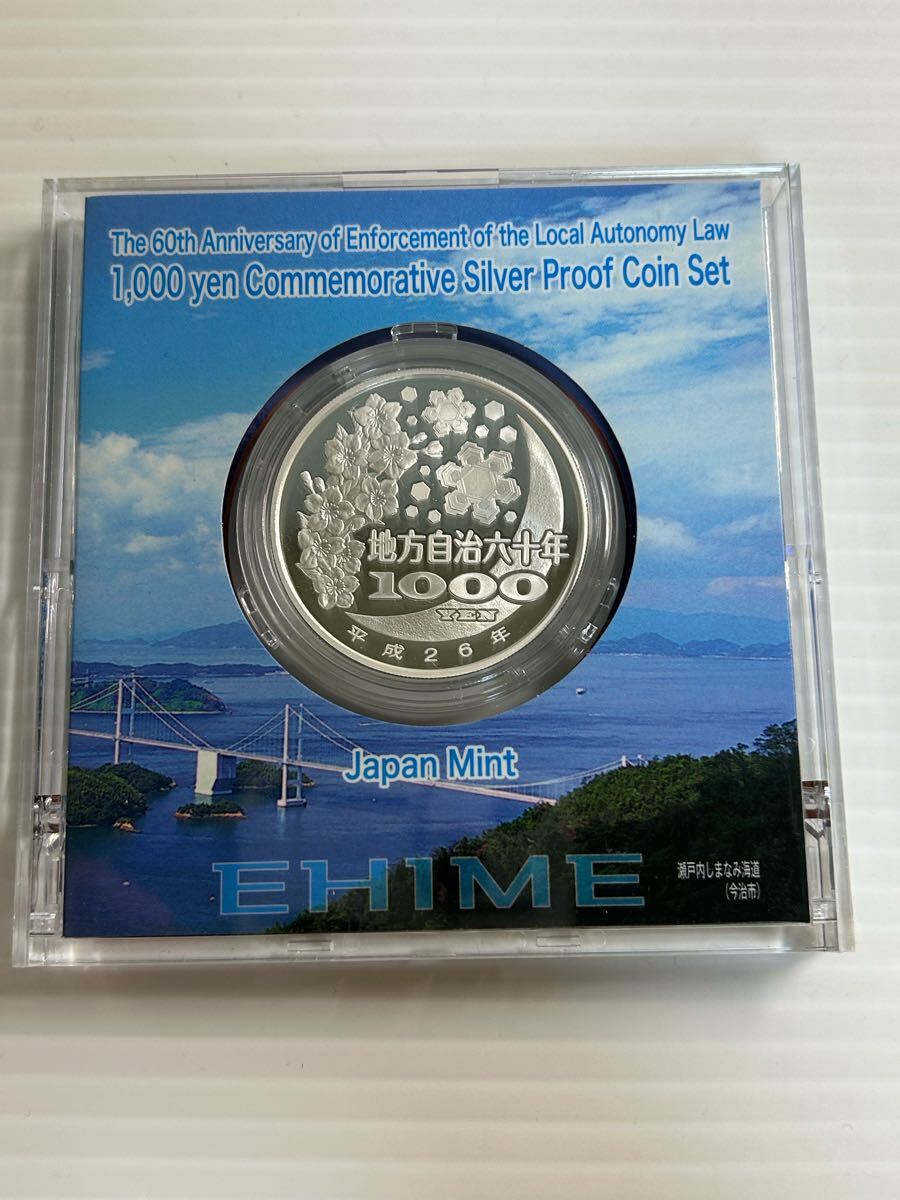 The 60th Anniversary of Enforcement of the Local Autonomy Law
1,000 yen Commemorative Silver Proof Coin Set
地方自治六十年
1000
YEN
平成26年
Japan Mint
EHIME
瀬戸内しまなみ海道
(今治市)